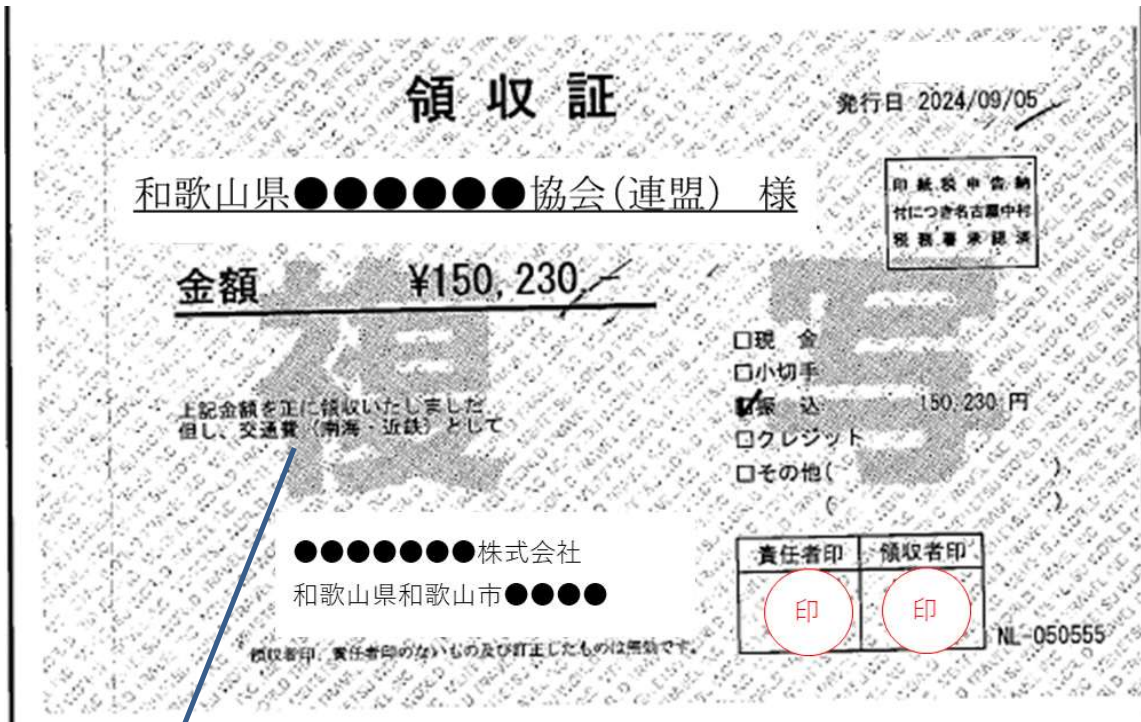 領収証
発行日 2024/09/05
和歌山県●●●●●●協会(連盟) 様
印紙税申告納
付につき名古屋中村
税務署承認済
金額 ¥150,230.-
複写
□現 金
□小切手
☑振 込 150,230 円
□クレジット
□その他( )
( )
上記金額を正に領収いたしました
但し、交通費(南海・近鉄)として
●●●●●●●株式会社
和歌山県和歌山市●●●●
責任者印 領収者印
印 印
NL-050555
領収者印、責任者印のないもの及び訂正したものは無効です。